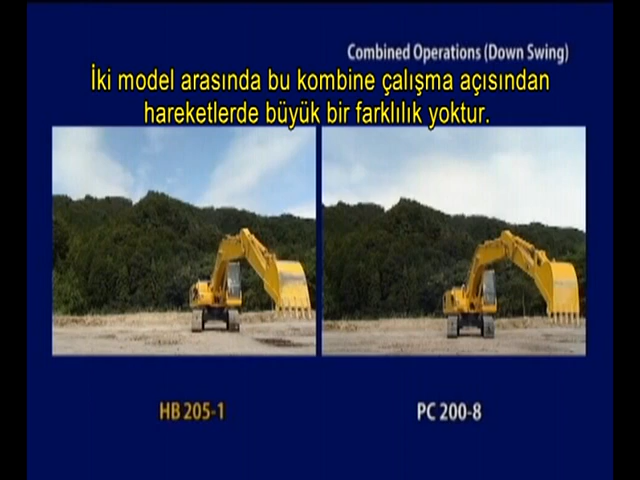 Combined Operations (Down Swing)
İki model arasında bu kombine çalışma açısından
hareketlerde büyük bir farklılık yoktur.
HB 205-1
PC 200-8